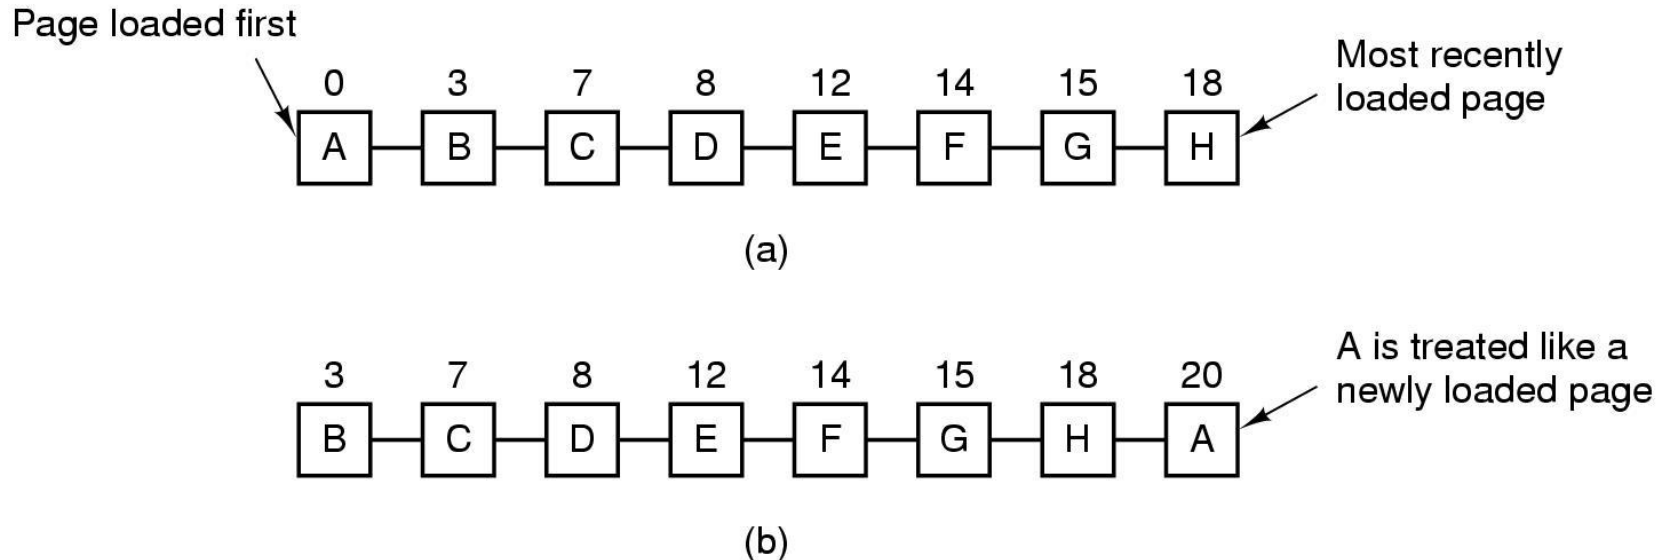 Page loaded first
Most recently
loaded page
0 3 7 8 12 14 15 18
A B C D E F G H
(a)
A is treated like a
newly loaded page
3 7 8 12 14 15 18 20
B C D E F G H A
(b)